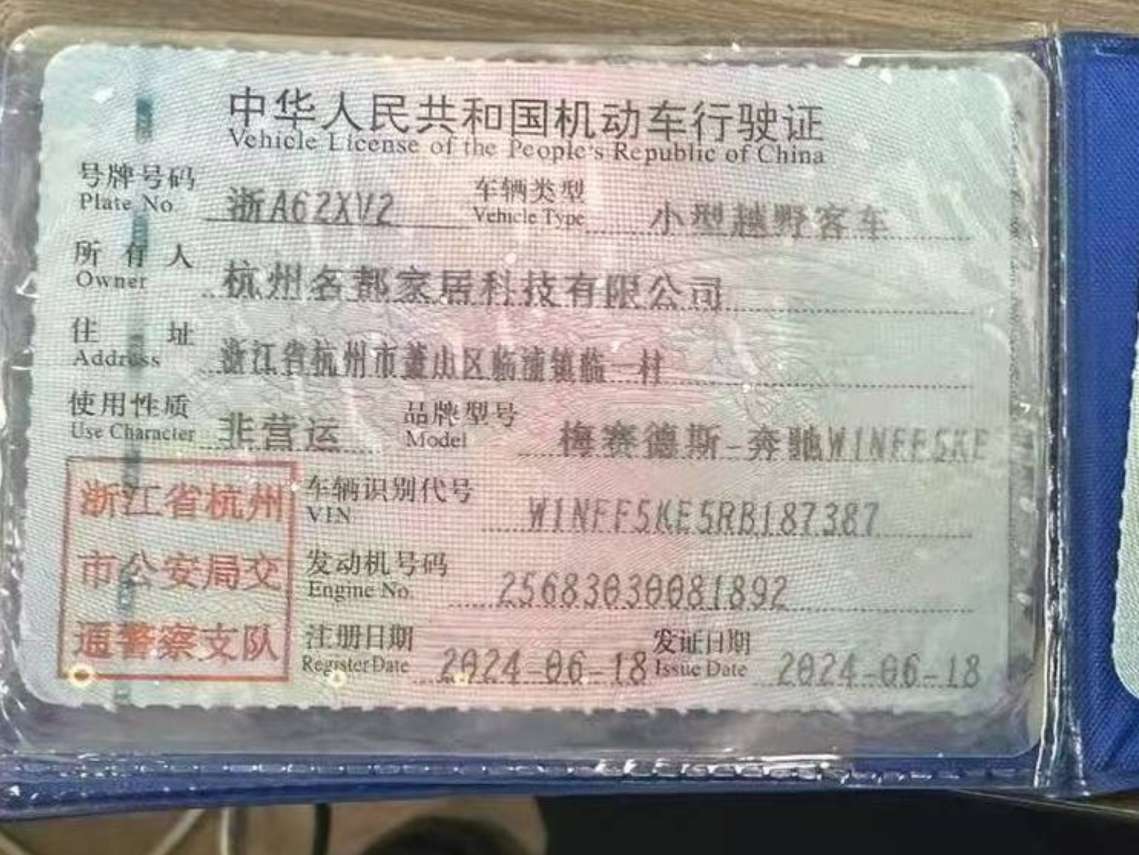 中华人民共和国机动车行驶证
Vehicle License of the People's Republic of China
号牌号码 浙A62XV2 车辆类型 小型越野客车
Plate No. Vehicle Type
所有人 杭州名都家居科技有限公司
Owner
住址 浙江省杭州市萧山区临浦镇临一村
Address
使用性质 非营运 品牌型号 梅赛德斯-奔驰W1NFF5KE
Use Character Model
浙江省杭州 车辆识别代号 W1NFF5KE5RB187387
VIN
市公安局交 发动机号码 25683030081892
Engine No.
通警察支队 注册日期 2024-06-18 发证日期 2024-06-18
Register Date Issue Date